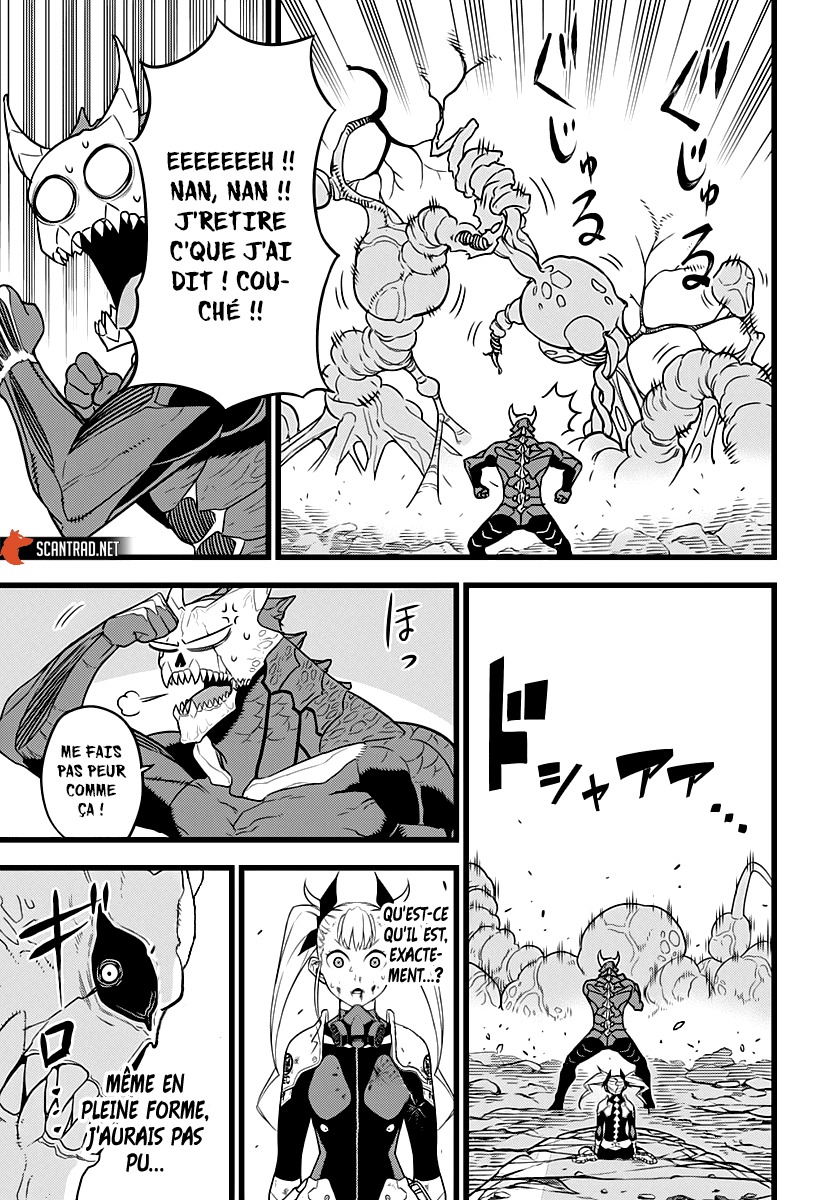 ぐじゅる
ぐじゅる
EEEEEEEH !!
NAN, NAN !!
J'RETIRE
C'QUE J'AI
DIT ! COU-
CHÉ !!
SCANTRAD.NET
ドシャアァ...
ほっ
ME FAIS
PAS PEUR
COMME
ÇA !
QU'EST-CE
QU'IL EST,
EXACTE-
MENT...?
ギロ
MÊME EN
PLEINE FORME,
J'AURAIS PAS
PU...